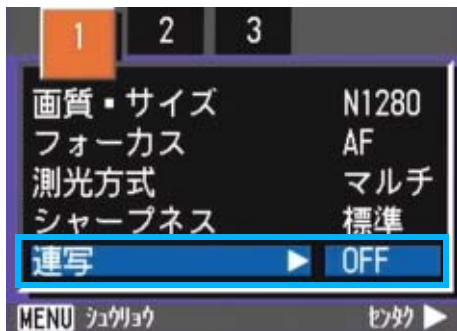 1 2 3
画質・サイズ N1280
フォーカス AF
測光方式 マルチ
シャープネス 標準
連写 ▶ OFF
MENU ｼｭｳﾘｮｳ ｾﾝﾀｸ ▶